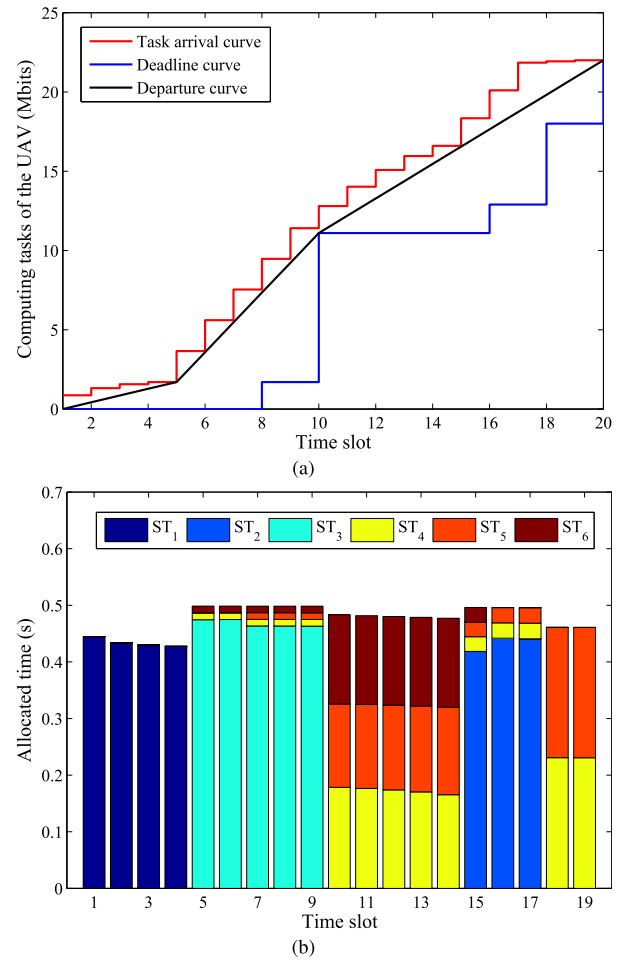 25
20
15
10
5
0
Computing tasks of the UAV (Mbits)
Task arrival curve
Deadline curve
Departure curve
2 4 6 8 10 12 14 16 18 20
Time slot
(a)
0.7
0.6
0.5
0.4
0.3
0.2
0.1
0
Allocated time (s)
ST1 ST2 ST3 ST4 ST5 ST6
1 3 5 7 9 11 13 15 17 19
Time slot
(b)